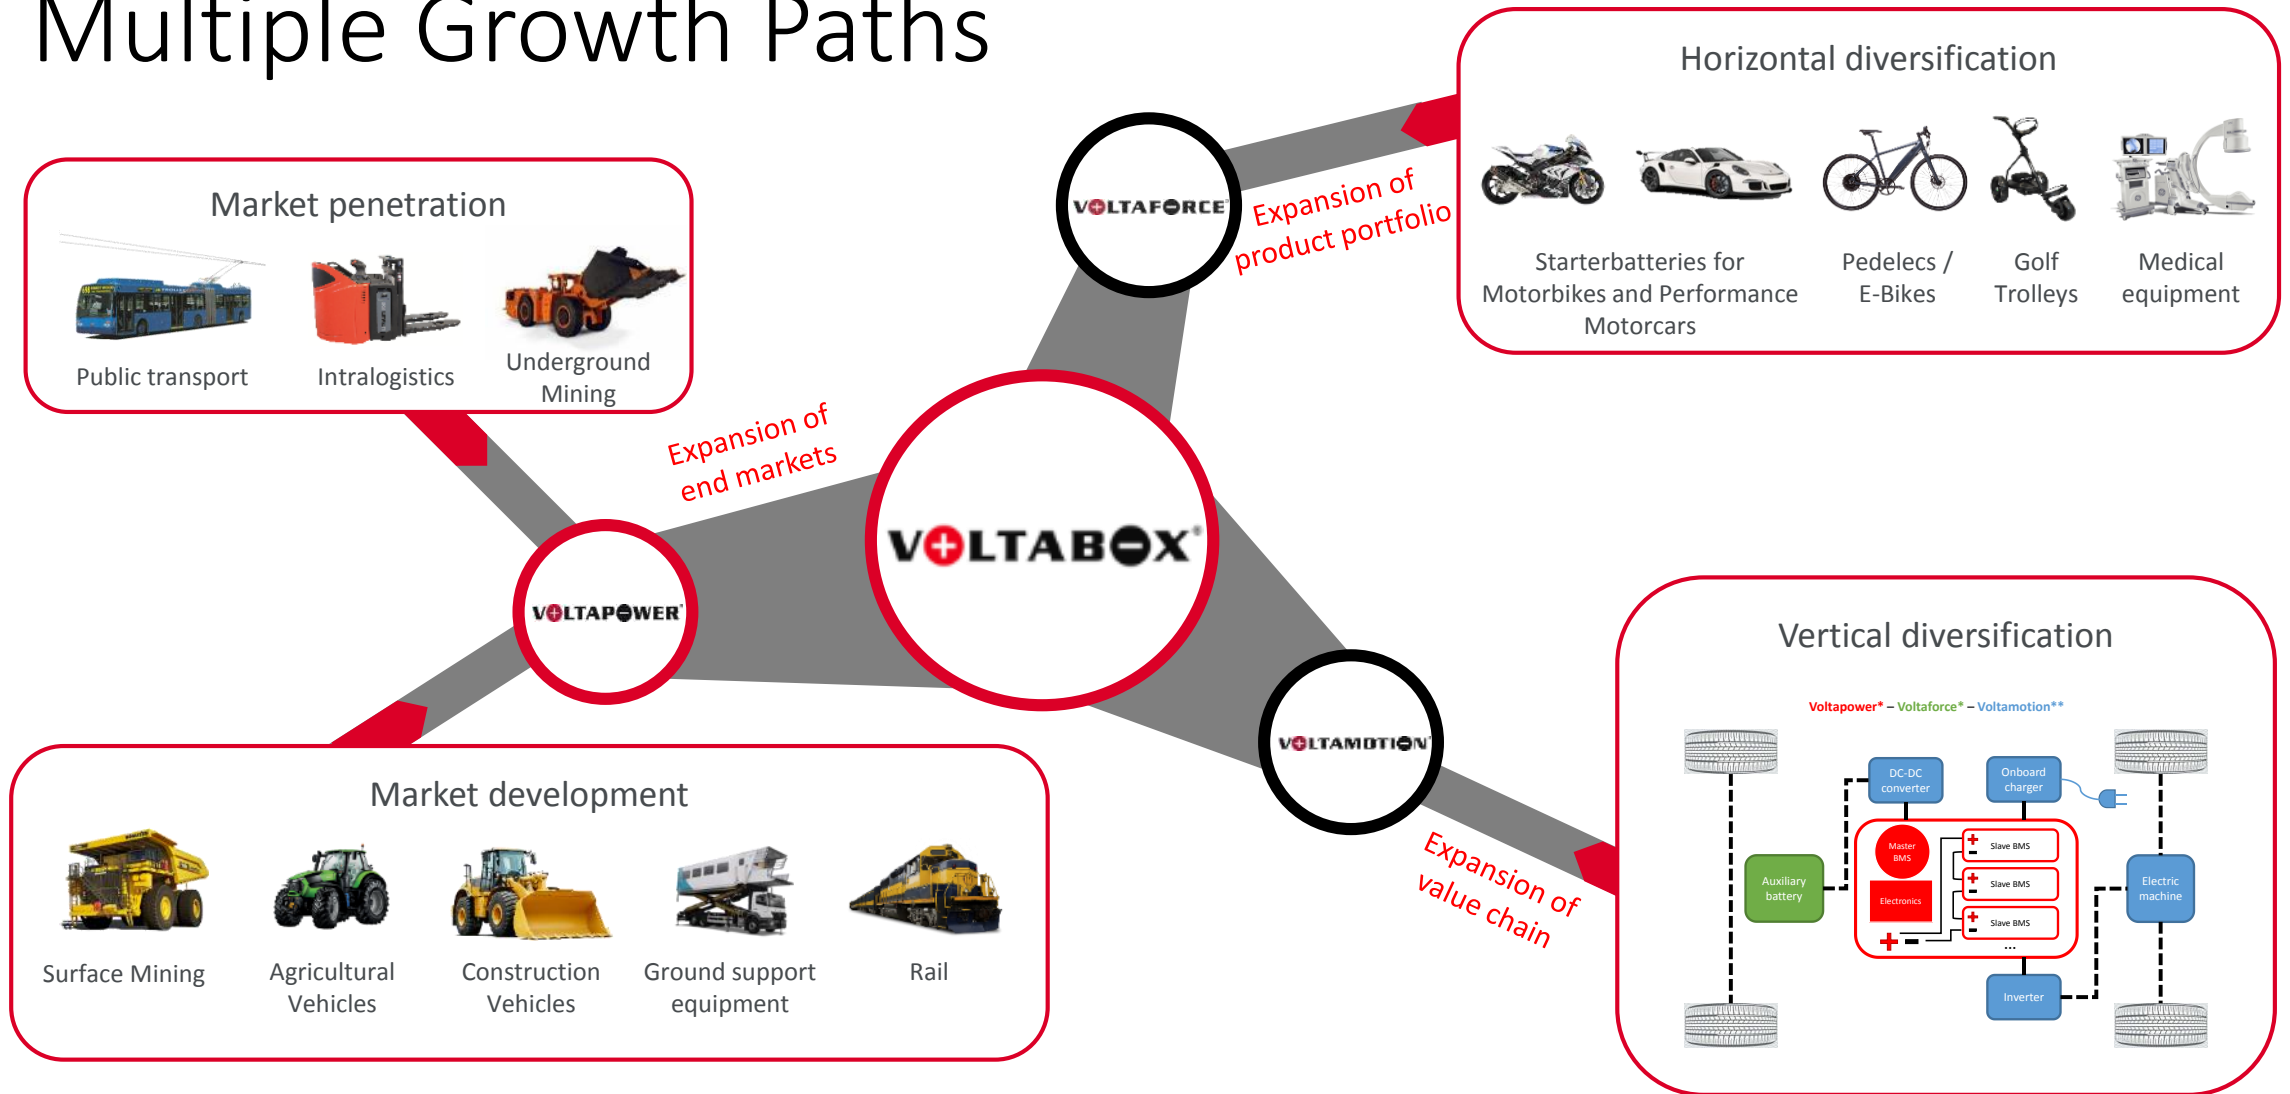 Multiple Growth Paths
Market penetration
Public transport
Intralogistics
Underground
Mining
Expansion of
end markets
VOLTAPOWER
Market development
Surface Mining
Agricultural
Vehicles
Construction
Vehicles
Ground support
equipment
Rail
VOLTABOX®
VOLTAFORCE
Expansion of
product portfolio
Horizontal diversification
Starterbatteries for
Motorbikes and Performance
Motorcars
Pedelecs /
E-Bikes
Golf
Trolleys
Medical
equipment
VOLTAMOTION
Expansion of
value chain
Vertical diversification
Voltapower* – Voltaforce* – Voltamotion**
DC-DC
converter
Onboard
charger
Master
BMS
Electronics
+ -
+
-
Slave BMS
+
-
Slave BMS
+
-
Slave BMS
...
Auxiliary
battery
Electric
machine
Inverter